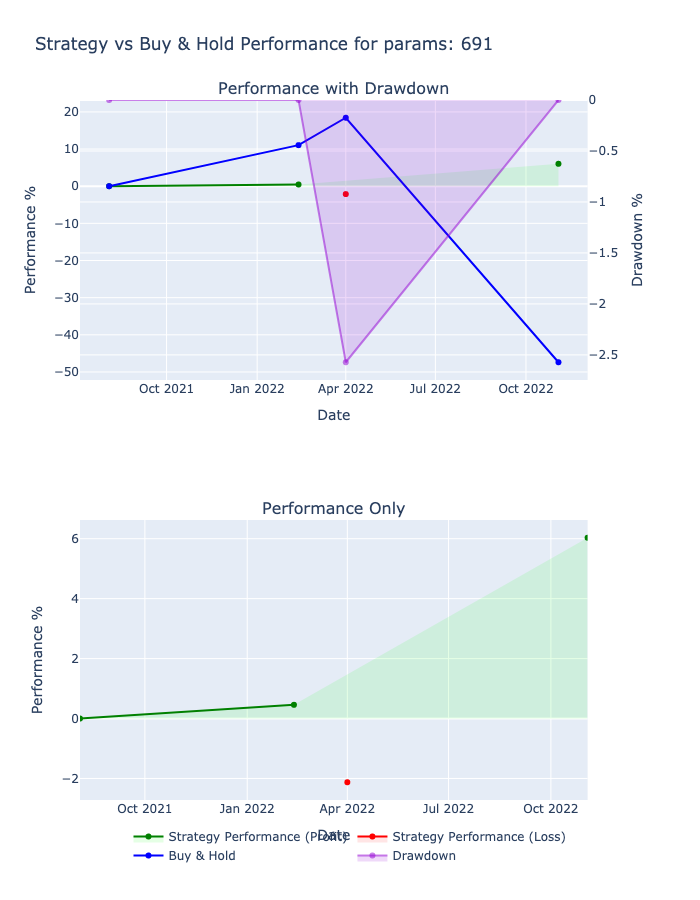 Strategy vs Buy & Hold Performance for params: 691
Performance with Drawdown
20
10
0
−10
−20
−30
−40
−50
Performance %
0
−0.5
−1
−1.5
−2
−2.5
Drawdown %
Oct 2021 Jan 2022 Apr 2022 Jul 2022 Oct 2022
Date
Performance Only
6
4
2
0
−2
Performance %
Oct 2021 Jan 2022 Apr 2022 Jul 2022 Oct 2022
Date
Strategy Performance (Profit) Strategy Performance (Loss)
Buy & Hold Drawdown